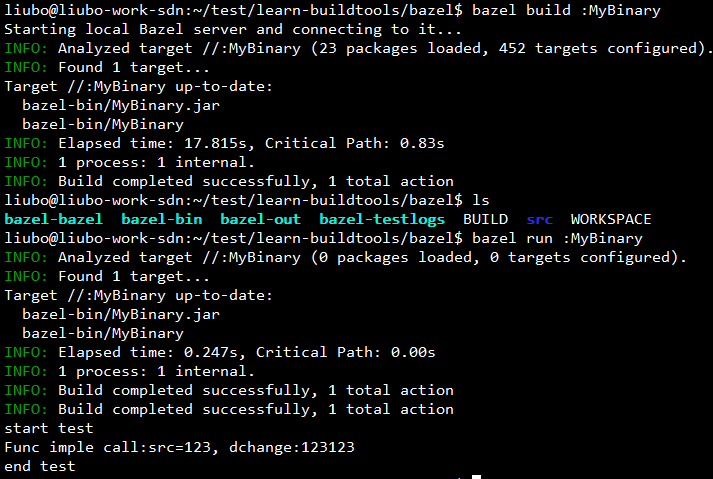 liubo@liubo-work-sdn:~/test/learn-buildtools/bazel$ bazel build :MyBinary
Starting local Bazel server and connecting to it...
INFO: Analyzed target //:MyBinary (23 packages loaded, 452 targets configured).
INFO: Found 1 target...
Target //:MyBinary up-to-date:
  bazel-bin/MyBinary.jar
  bazel-bin/MyBinary
INFO: Elapsed time: 17.815s, Critical Path: 0.83s
INFO: 1 process: 1 internal.
INFO: Build completed successfully, 1 total action
liubo@liubo-work-sdn:~/test/learn-buildtools/bazel$ ls
bazel-bazel  bazel-bin  bazel-out  bazel-testlogs  BUILD  src  WORKSPACE
liubo@liubo-work-sdn:~/test/learn-buildtools/bazel$ bazel run :MyBinary
INFO: Analyzed target //:MyBinary (0 packages loaded, 0 targets configured).
INFO: Found 1 target...
Target //:MyBinary up-to-date:
  bazel-bin/MyBinary.jar
  bazel-bin/MyBinary
INFO: Elapsed time: 0.247s, Critical Path: 0.00s
INFO: 1 process: 1 internal.
INFO: Build completed successfully, 1 total action
INFO: Build completed successfully, 1 total action
start test
Func imple call:src=123, dchange:123123
end test